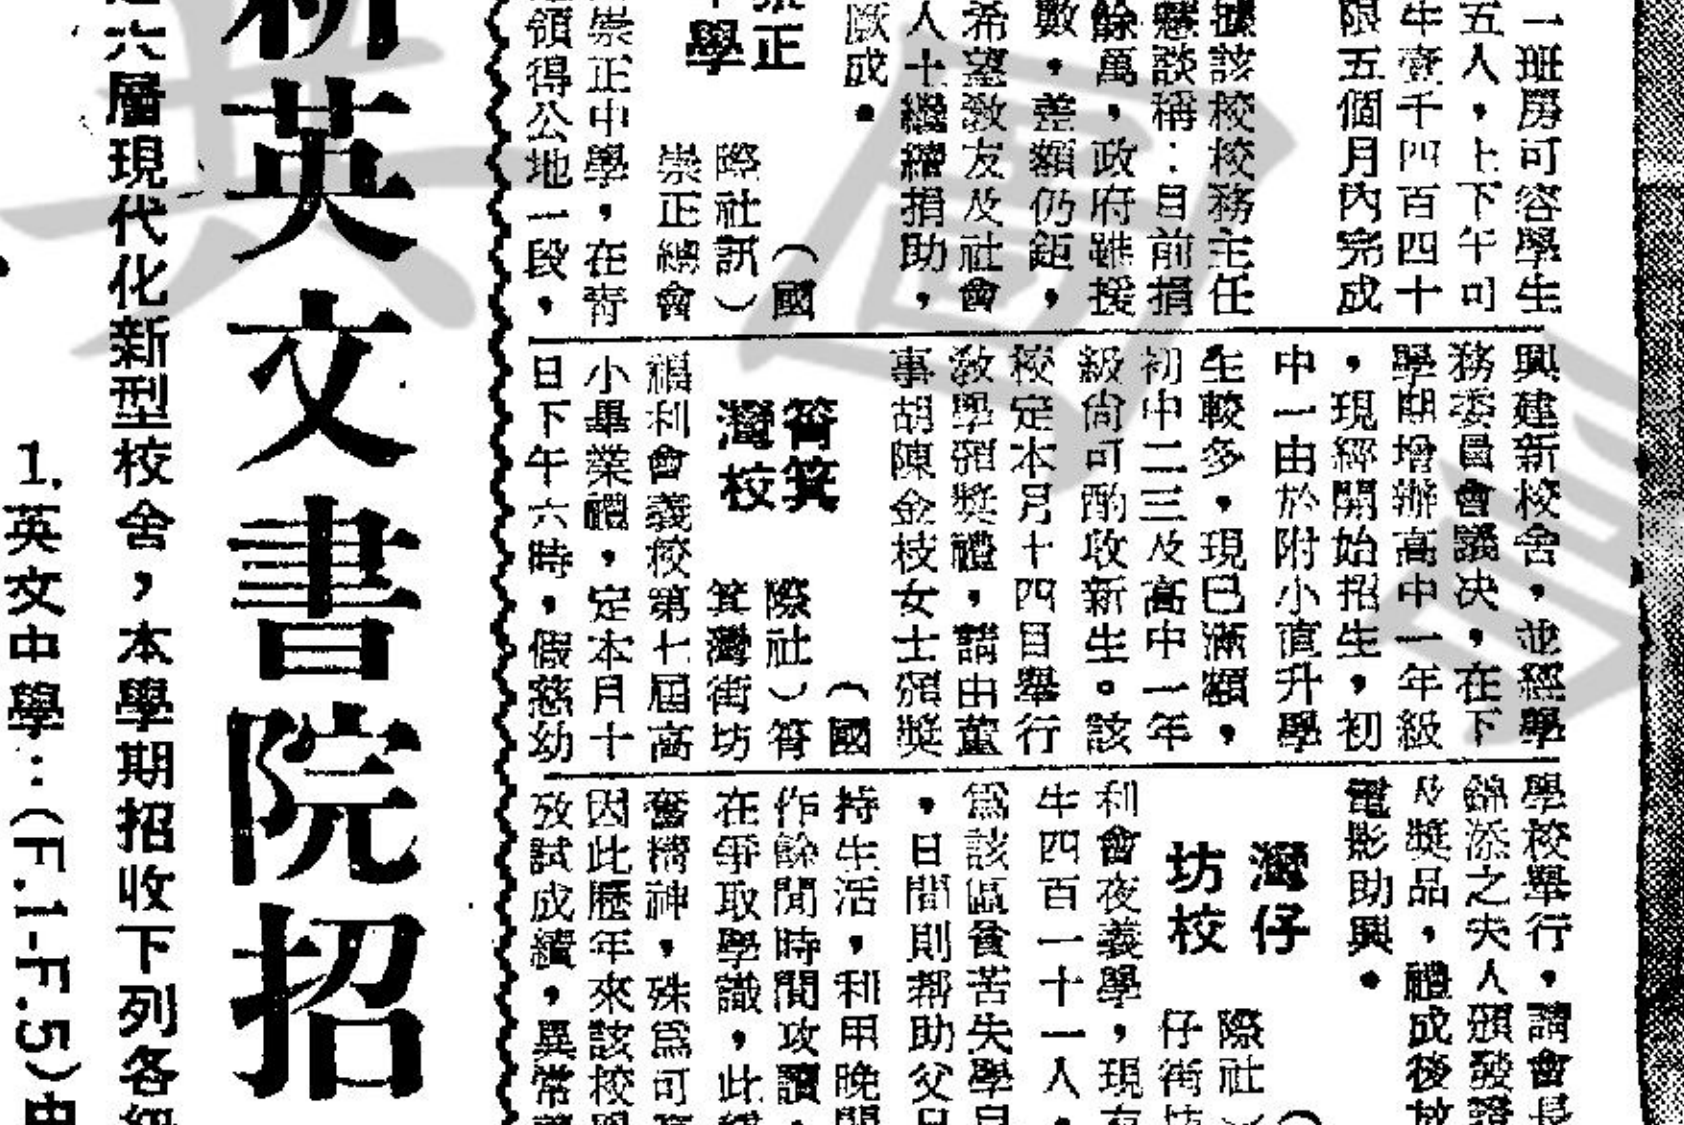 一班房可容學生
五人，上下午可
壹千四百四十
限五個月內完成
據該校校務主任
談稱：目前捐
餘萬，政府雖援
數，差額仍鉅，
希望教友及社會
人士繼續捐助，
厥成。
崇正
學
（國
際社訊）
崇正總會
崇正中學，在青
領得公地一段，
興建新校舍，並經學
務委員會議決，在下
學期增辦高中一年級
，現經開始招生，初
中一由於附小直升學
生較多，現已滿額，
初中二三及高中一年
級尚可酌收新生。該
校定本月十四日舉行
教學頒獎禮，請由董
事胡陳金枝女士頒獎
筲箕
灣校
（國
際社）筲
箕灣街坊
福利會義校第七屆高
小畢業禮，定本月十
日下午六時，假慈幼
學校舉行，請會長
錦添之夫人頒發證
及獎品，禮成後放
電影助興。
灣仔
坊校
（
際社
仔街坊
利會夜義學，現有
生四百一十一人，
為該區貧苦失學
，日間則幫助父
持生活，利用晚間
作餘閒時間攻讀，
在爭取學識，此
奮精神，殊為可
因此歷年來該校
攷試成績，異常
新英文書院招
六層現代化新型校舍，本學期招收下列各級
1.英文中學：(F.1-F.5)中